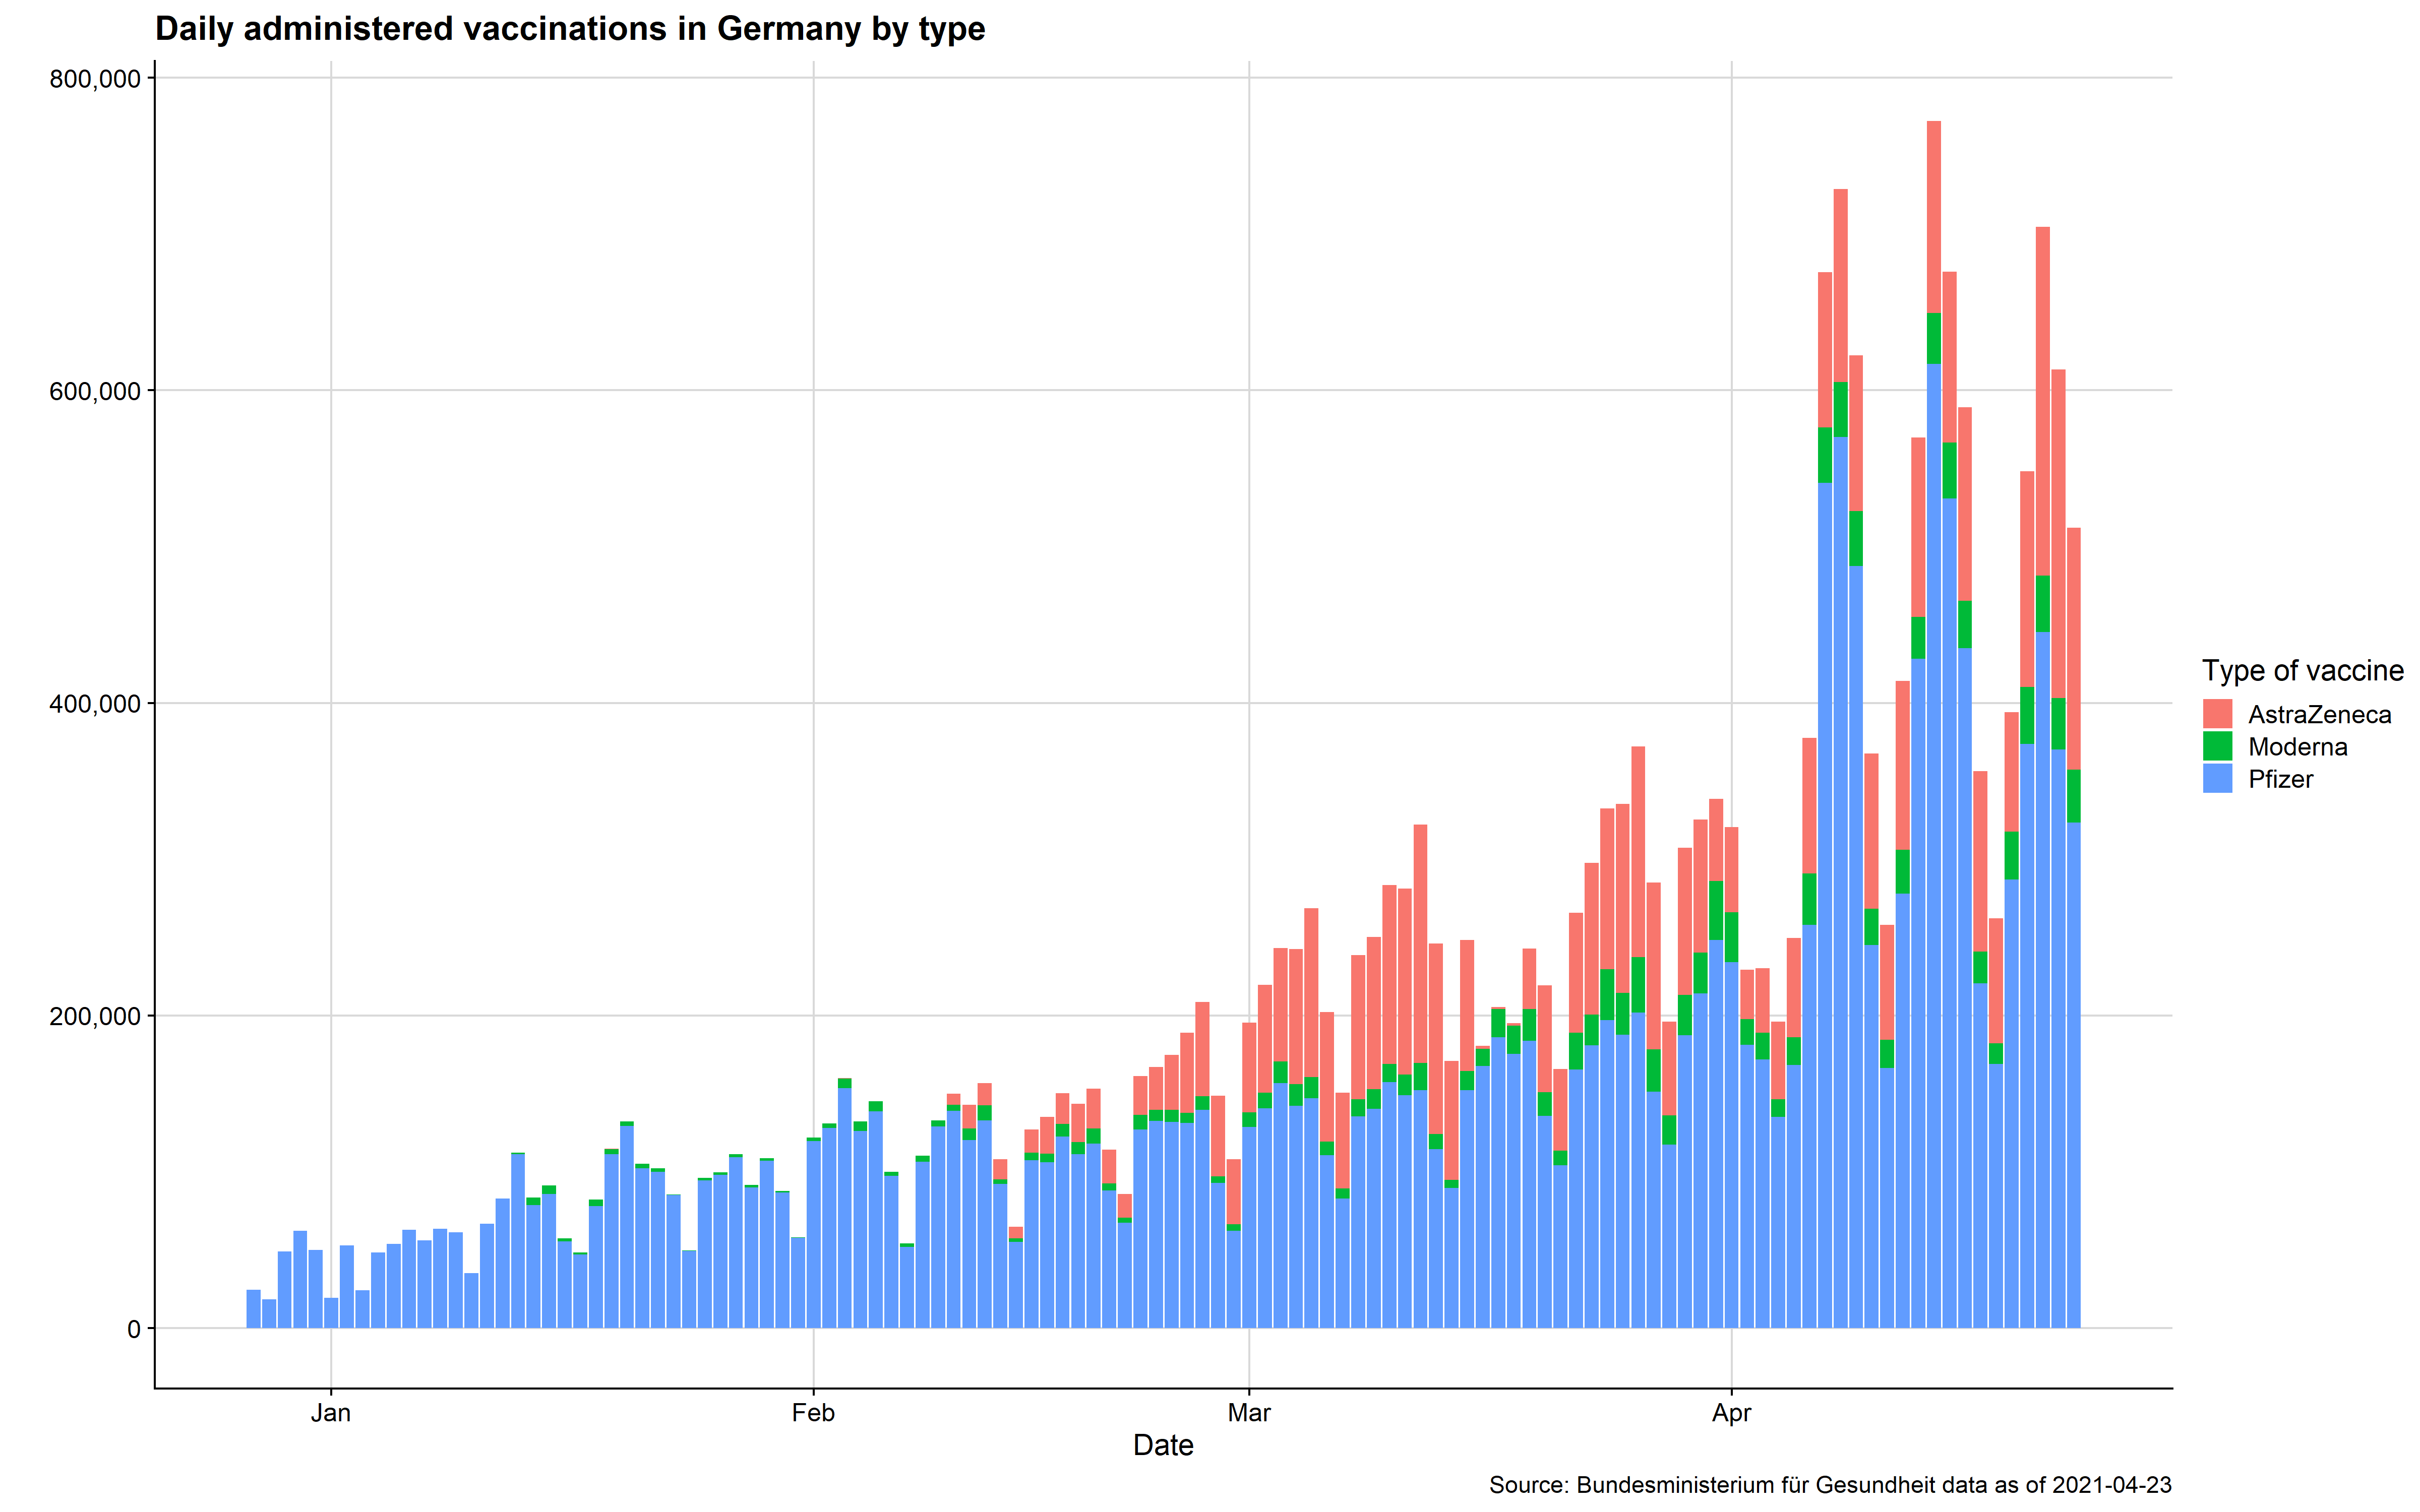 Daily administered vaccinations in Germany by type
800,000
600,000
400,000
200,000
0
Jan Feb Mar Apr
Date
Type of vaccine
AstraZeneca
Moderna
Pfizer
Source: Bundesministerium für Gesundheit data as of 2021-04-23